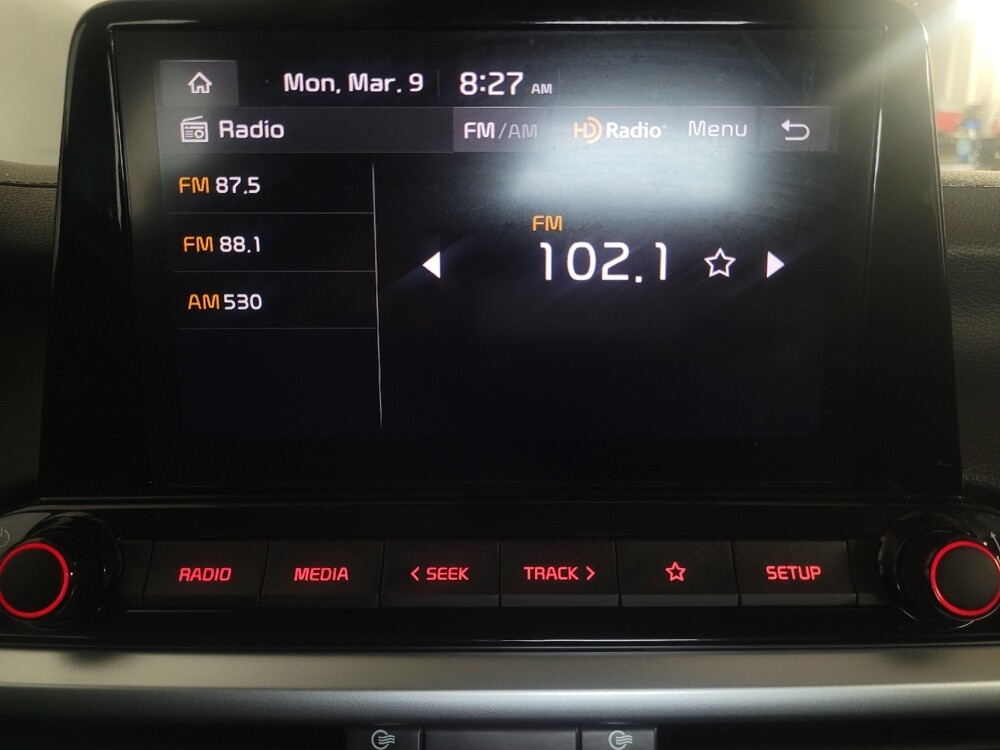 Mon, Mar. 9 8:27 AM
Radio FM/AM HD Radio® Menu
FM 87.5
FM 88.1
AM 530
FM
102.1
RADIO MEDIA < SEEK TRACK > SETUP